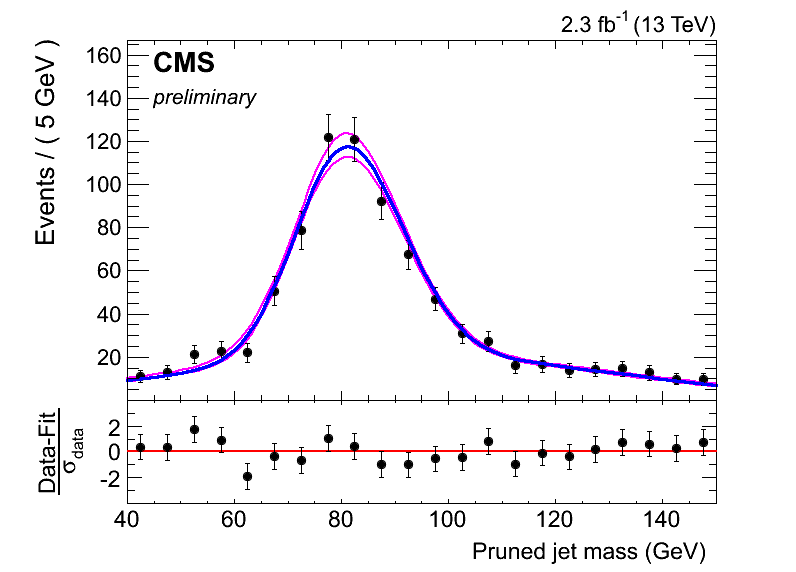 2.3 fb⁻¹ (13 TeV)
CMS
preliminary
Events / ( 5 GeV )
160
140
120
100
80
60
40
20
Data-Fit
σdata
2
0
-2
40 60 80 100 120 140
Pruned jet mass (GeV)